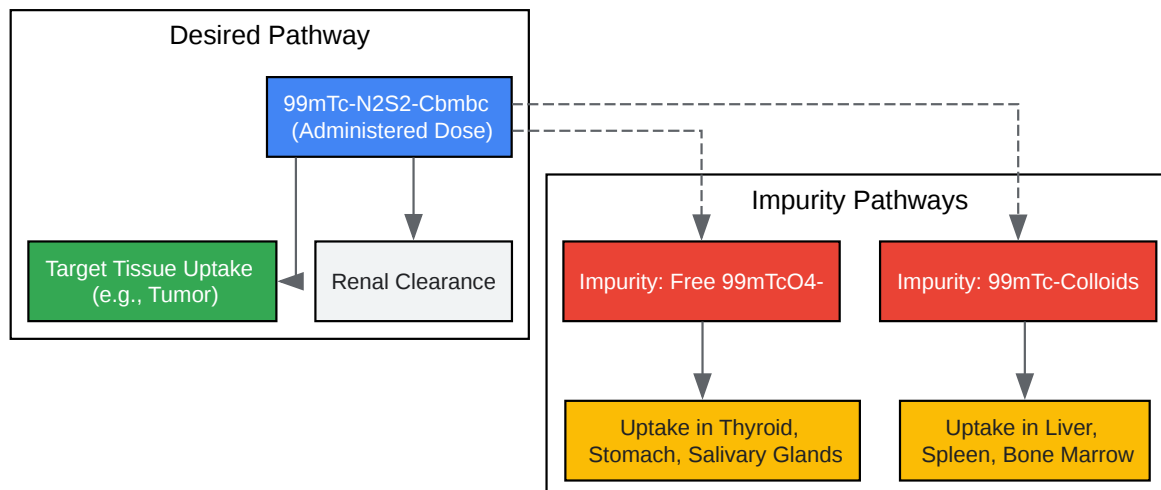 Desired Pathway
99mTc-N2S2-Cbmbc
(Administered Dose)
Target Tissue Uptake
(e.g., Tumor)
Renal Clearance
Impurity Pathways
Impurity: Free 99mTcO4-
Impurity: 99mTc-Colloids
Uptake in Thyroid,
Stomach, Salivary Glands
Uptake in Liver,
Spleen, Bone Marrow